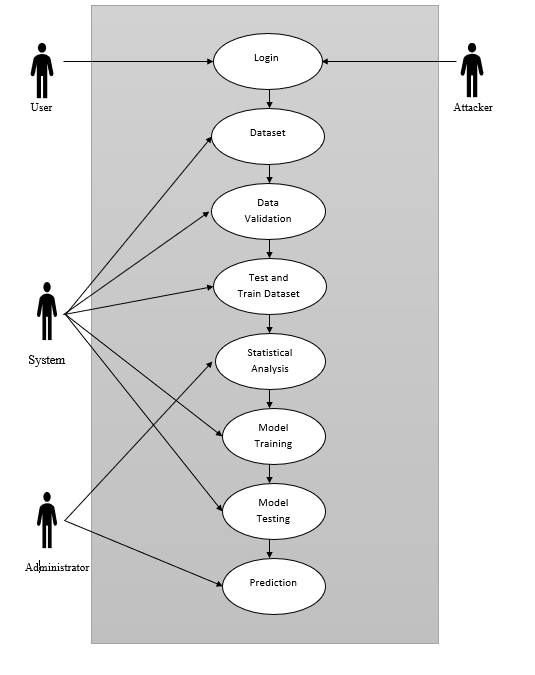 Login
User
Attacker
Dataset
Data
Validation
Test and
Train Dataset
System
Statistical
Analysis
Model
Training
Model
Testing
Administrator
Prediction